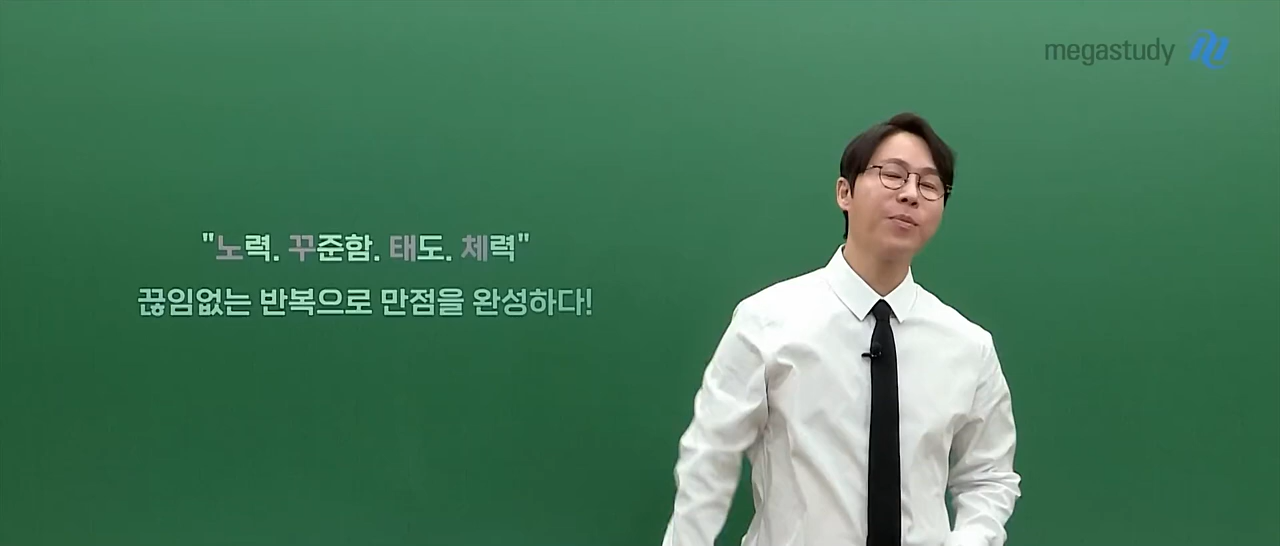 megastudy
"노력. 꾸준함. 태도. 체력"
끊임없는 반복으로 만점을 완성하다!